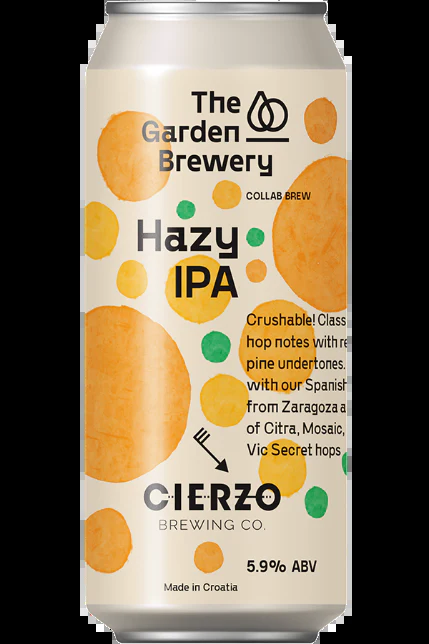 The
Garden
Brewery
COLLAB BREW
Hazy
IPA
Crushable! Class
hop notes with re
pine undertones.
with our Spanish
from Zaragoza a
of Citra, Mosaic,
Vic Secret hops
CIERZO
BREWING CO.
5.9% ABV
Made in Croatia